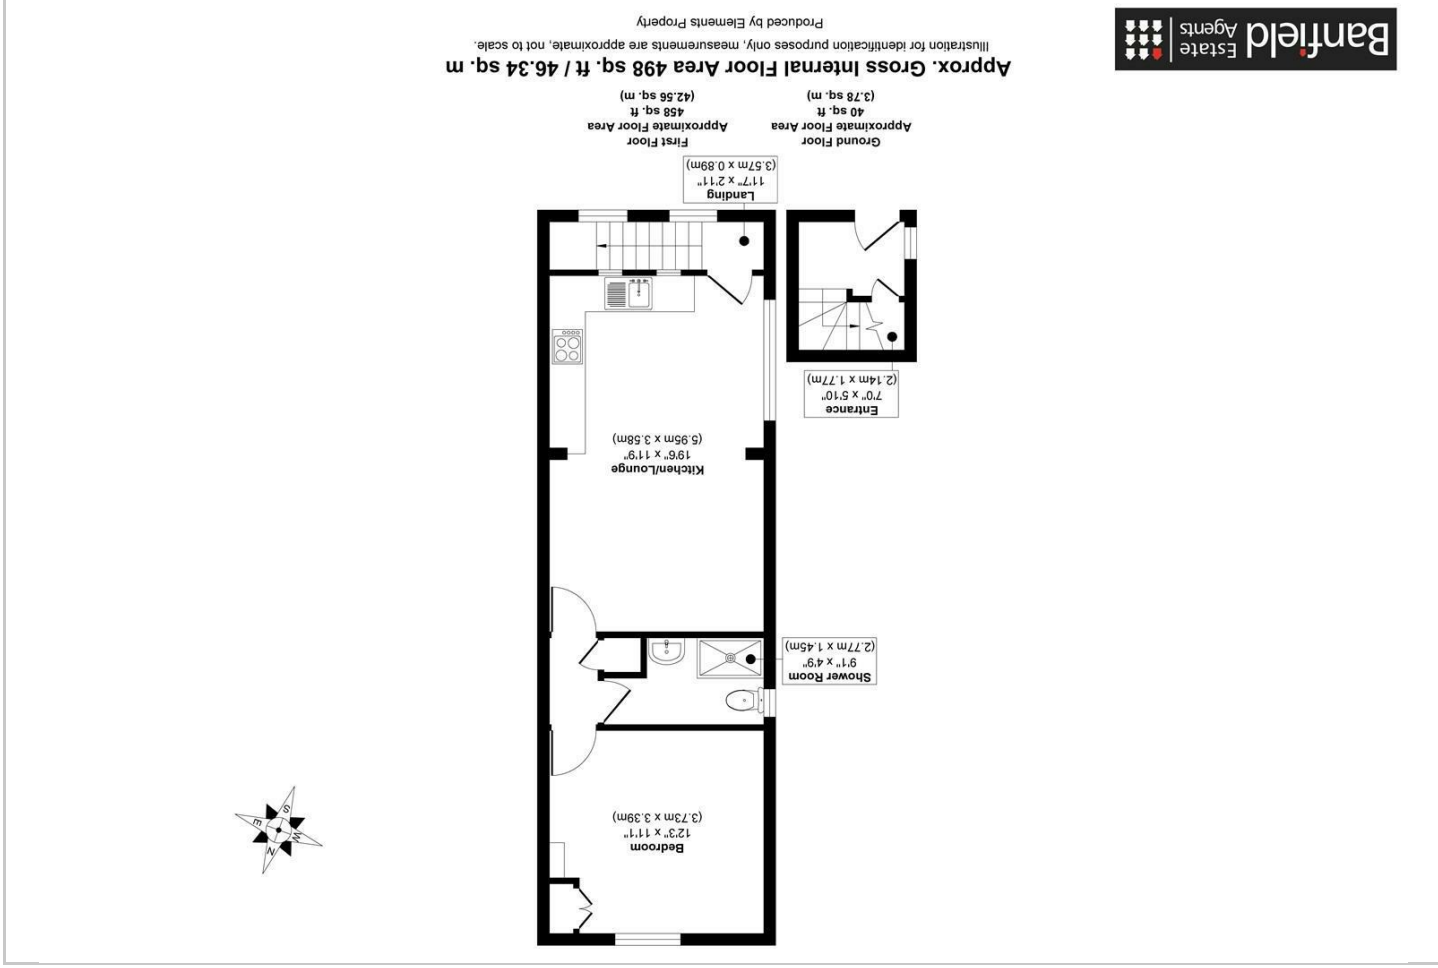 Banfield
Estate
Agents
N
E
W
S
Bedroom
12'3" x 11'1"
(3.73m x 3.39m)
Shower Room
9'1" x 4'9"
(2.77m x 1.45m)
Kitchen/Lounge
19'6" x 11'9"
(5.95m x 3.58m)
Entrance
7'0" x 5'10"
(2.14m x 1.77m)
Landing
11'7" x 2'11"
(3.57m x 0.89m)
Ground Floor
Approximate Floor Area
40 sq. ft
(3.78 sq. m)
First Floor
Approximate Floor Area
458 sq. ft
(42.56 sq. m)
Approx. Gross Internal Floor Area 498 sq. ft / 46.34 sq. m
Illustration for identification purposes only, measurements are approximate, not to scale.
Produced by Elements Property